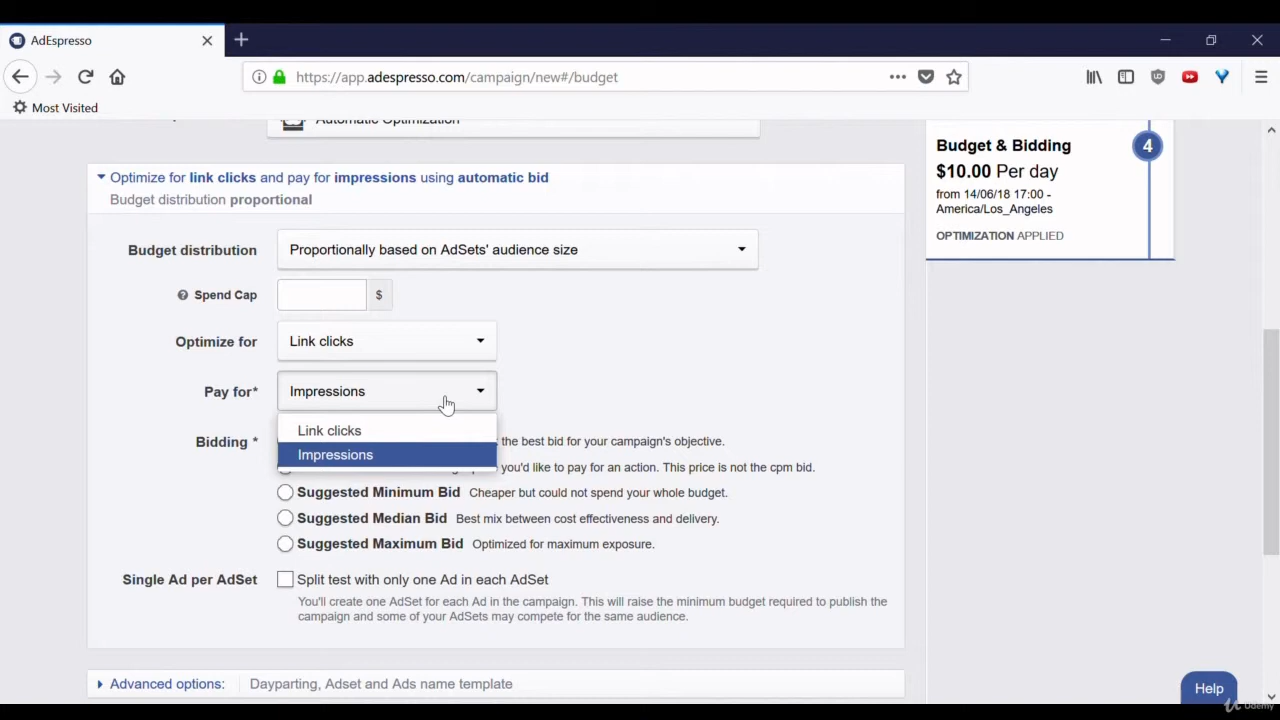 AdEspresso
https://app.adespresso.com/campaign/new#/budget
Most Visited
Automatic Optimization
Budget & Bidding
4
$10.00 Per day
from 14/06/18 17:00 -
America/Los_Angeles
OPTIMIZATION APPLIED
Optimize for link clicks and pay for impressions using automatic bid
Budget distribution proportional
Budget distribution
Proportionally based on AdSets' audience size
Spend Cap
$
Optimize for
Link clicks
Pay for*
Impressions
Link clicks
Impressions
Bidding *
the best bid for your campaign's objective.
you'd like to pay for an action. This price is not the cpm bid.
Suggested Minimum Bid Cheaper but could not spend your whole budget.
Suggested Median Bid Best mix between cost effectiveness and delivery.
Suggested Maximum Bid Optimized for maximum exposure.
Single Ad per AdSet
Split test with only one Ad in each AdSet
You'll create one AdSet for each Ad in the campaign. This will raise the minimum budget required to publish the
campaign and some of your AdSets may compete for the same audience.
Advanced options:
Dayparting, Adset and Ads name template
Help
Udemy